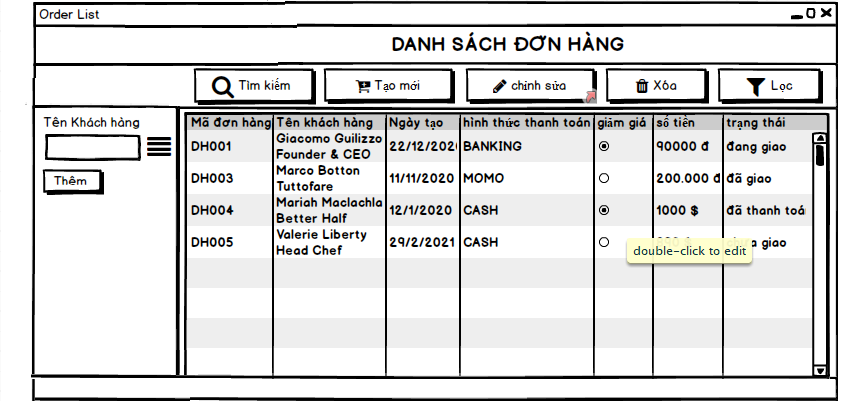 Order List
DANH SÁCH ĐƠN HÀNG
Tìm kiếm Tạo mới chỉnh sửa Xóa Lọc
Tên Khách hàng
Thêm
Mã đơn hàng Tên khách hàng Ngày tạo hình thức thanh toán giảm giá số tiền trạng thái
DH001 Giacomo Guilizzo Founder & CEO 22/12/202 BANKING 90000 đ đang giao
DH003 Marco Botton Tuttofare 11/11/2020 MOMO 200.000 đ đã giao
DH004 Mariah Maclachla Better Half 12/1/2020 CASH 1000 $ đã thanh toá
DH005 Valerie Liberty Head Chef 29/2/2021 CASH giao
double-click to edit